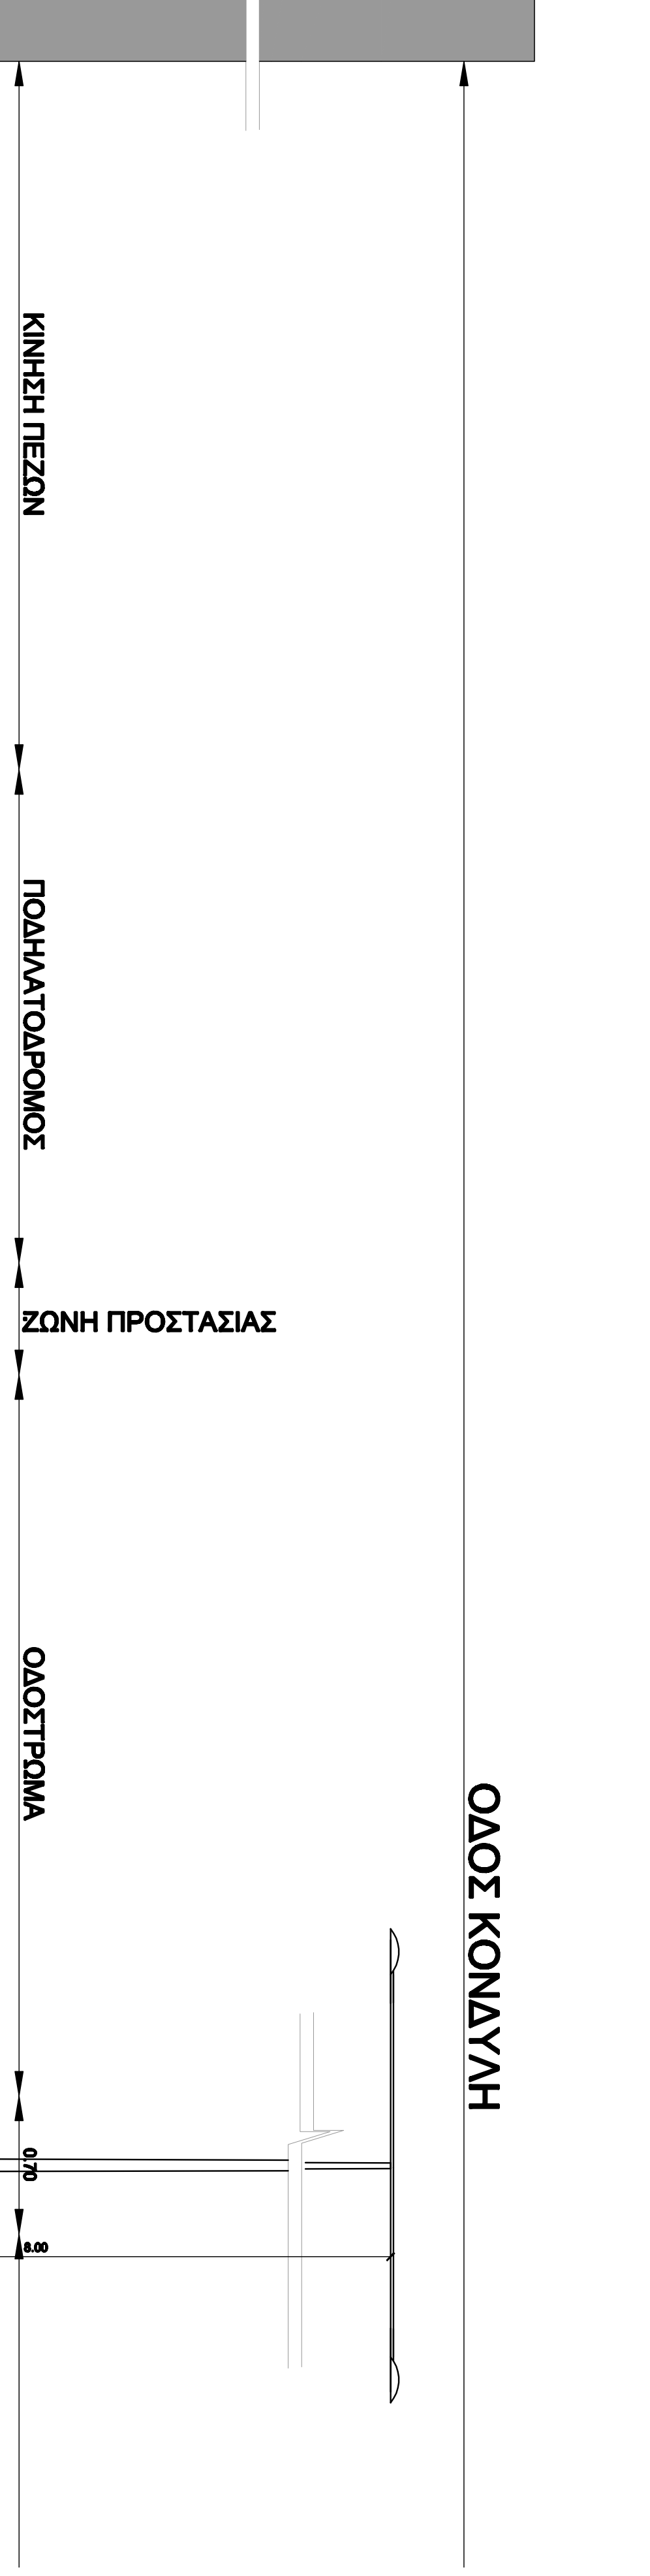 ΚΙΝΗΣΗ ΠΕΖΩΝ
ΠΟΔΗΛΑΤΟΔΡΟΜΟΣ
ΖΩΝΗ ΠΡΟΣΤΑΣΙΑΣ
ΟΔΟΣΤΡΩΜΑ
ΟΔΟΣ ΚΟΝΔΥΛΗ
0.70
8.00